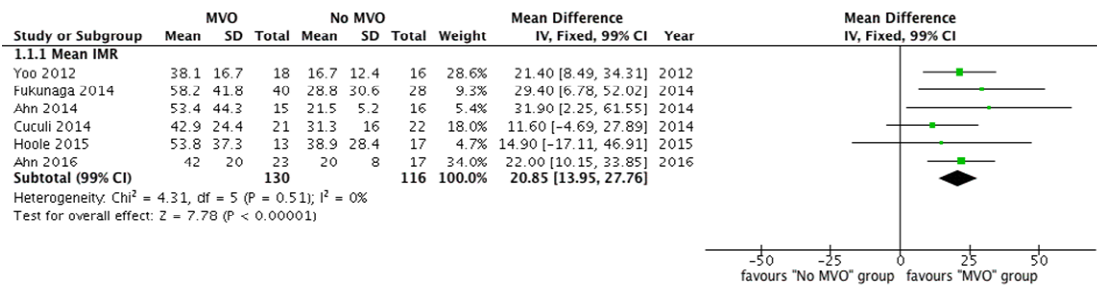 MVO No MVO Mean Difference Mean Difference
Study or Subgroup Mean SD Total Mean SD Total Weight IV, Fixed, 99% CI Year IV, Fixed, 99% CI
1.1.1 Mean IMR
Yoo 2012 38.1 16.7 18 16.7 12.4 16 28.6% 21.40 [8.49, 34.31] 2012
Fukunaga 2014 58.2 41.8 40 28.8 30.6 28 9.3% 29.40 [6.78, 52.02] 2014
Ahn 2014 53.4 44.3 15 21.5 5.2 16 5.4% 31.90 [2.25, 61.55] 2014
Cuculi 2014 42.9 24.4 21 31.3 16 22 18.0% 11.60 [-4.69, 27.89] 2014
Hoole 2015 53.8 37.3 13 38.9 28.4 17 4.7% 14.90 [-17.11, 46.91] 2015
Ahn 2016 42 20 23 20 8 17 34.0% 22.00 [10.15, 33.85] 2016
Subtotal (99% CI) 130 116 100.0% 20.85 [13.95, 27.76]
Heterogeneity: Chi² = 4.31, df = 5 (P = 0.51); I² = 0%
Test for overall effect: Z = 7.78 (P < 0.00001)
-50 -25 0 25 50
favours "No MVO" group favours "MVO" group